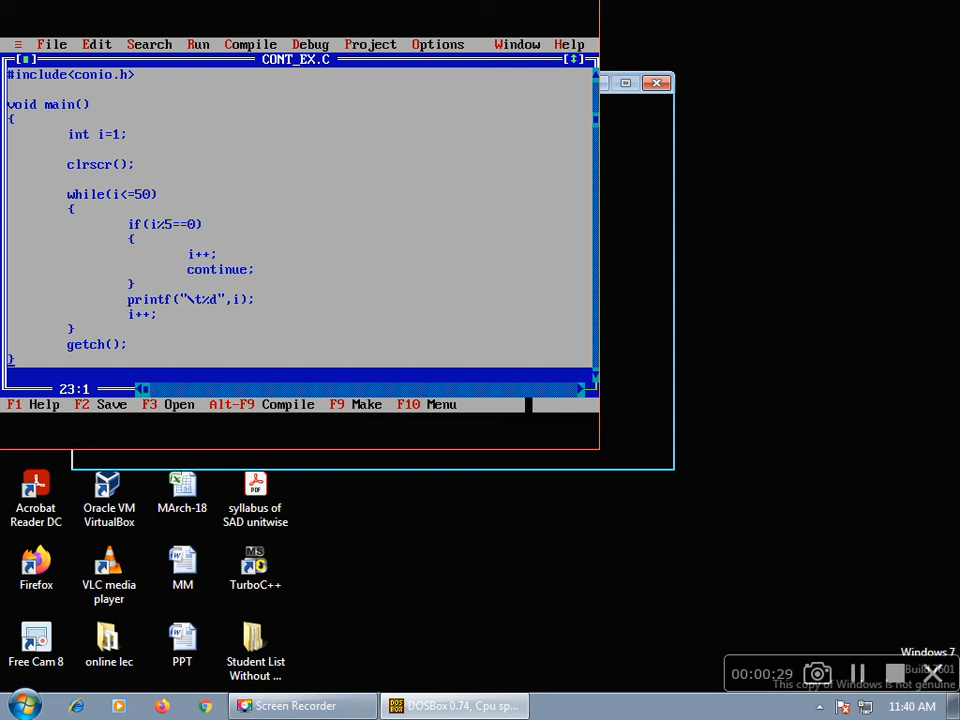 ≡ File Edit Search Run Compile Debug Project Options Window Help
CONT_EX.C
#include<conio.h>
void main()
{
int i=1;
clrscr();
while(i<=50)
{
if(i%5==0)
{
i++;
continue;
}
printf("\t%d",i);
i++;
}
getch();
}
23:1
F1 Help F2 Save F3 Open Alt-F9 Compile F9 Make F10 Menu
Acrobat Reader DC
Oracle VM VirtualBox
MArch-18
syllabus of SAD unitwise
Firefox
VLC media player
MM
TurboC++
Free Cam 8
online lec
PPT
Student List Without ...
Windows 7
Build 7601
This copy of Windows is not genuine
00:00:29
Screen Recorder
DOSBox 0.74, Cpu sp...
11:40 AM